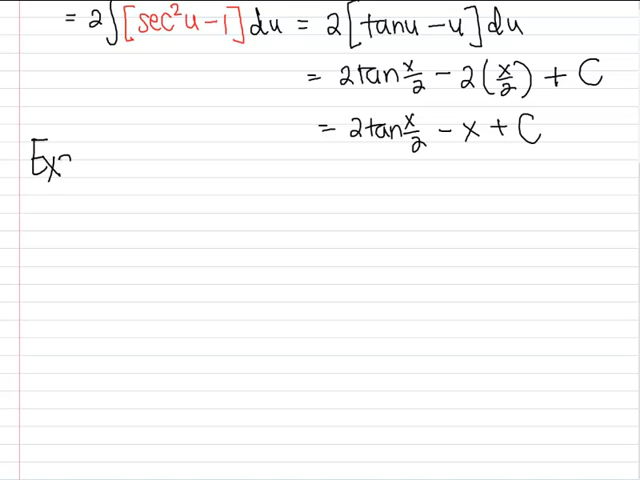 = 2∫[sec²u − 1]du = 2[tanu − u]du
= 2tan x/2 − 2(x/2) + C
= 2tan x/2 − x + C
Ex